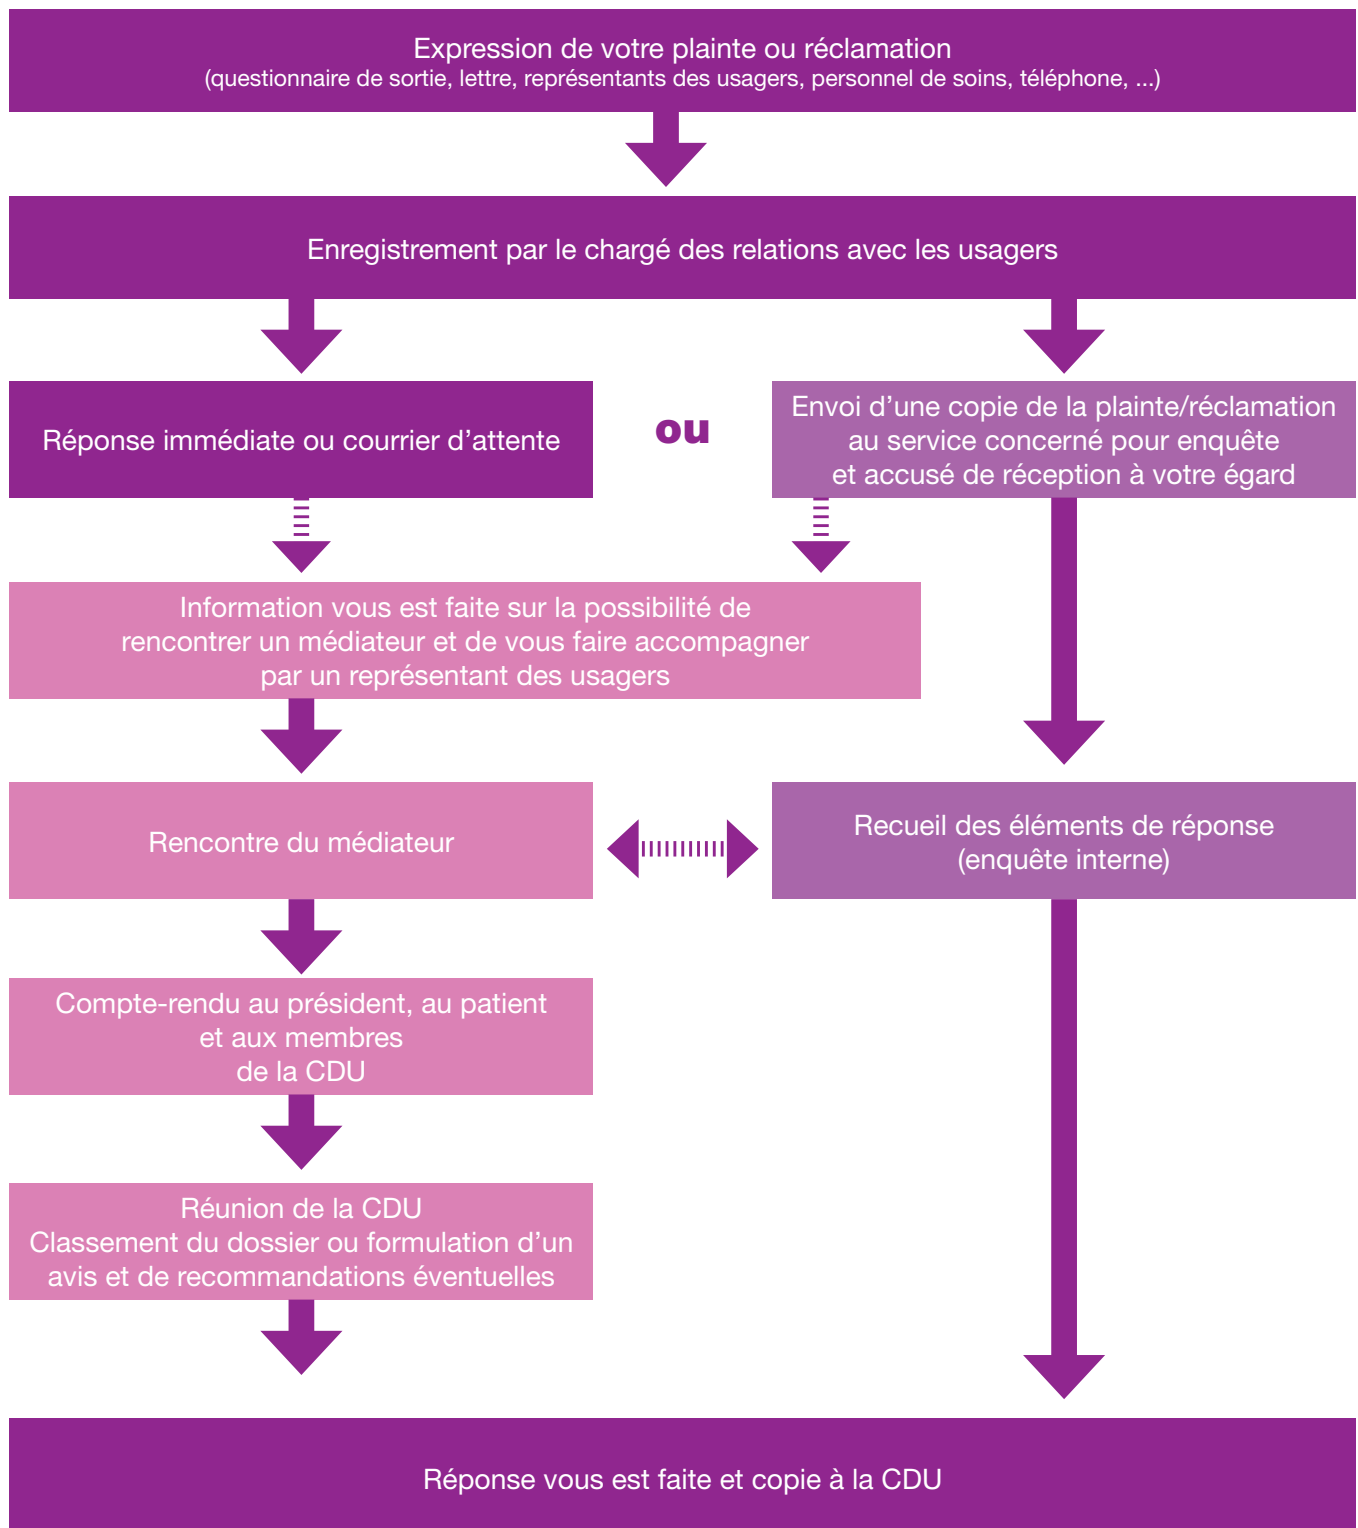 Expression de votre plainte ou réclamation
(questionnaire de sortie, lettre, représentants des usagers, personnel de soins, téléphone, ...)
Enregistrement par le chargé des relations avec les usagers
Réponse immédiate ou courrier d’attente
ou
Envoi d’une copie de la plainte/réclamation
au service concerné pour enquête
et accusé de réception à votre égard
Information vous est faite sur la possibilité de
rencontrer un médiateur et de vous faire accompagner
par un représentant des usagers
Rencontre du médiateur
Recueil des éléments de réponse
(enquête interne)
Compte-rendu au président, au patient
et aux membres
de la CDU
Réunion de la CDU
Classement du dossier ou formulation d’un
avis et de recommandations éventuelles
Réponse vous est faite et copie à la CDU